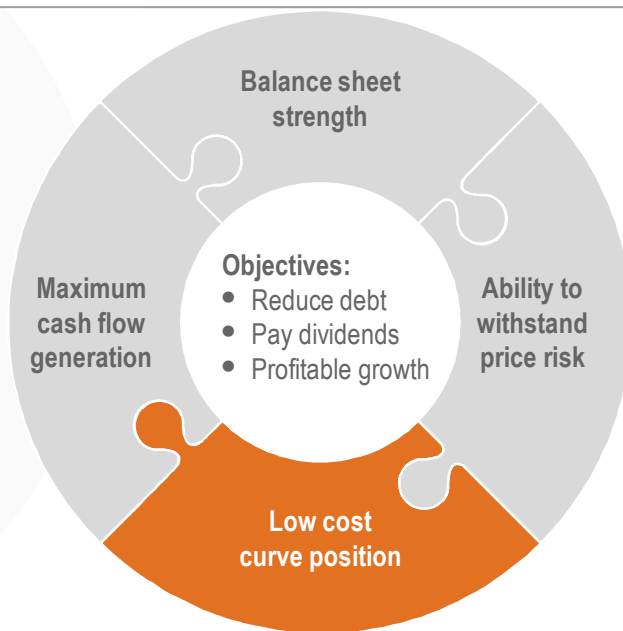 Balance sheet
strength
Maximum
cash flow
generation
Objectives:
• Reduce debt
• Pay dividends
• Profitable growth
Ability to
withstand
price risk
Low cost
curve position